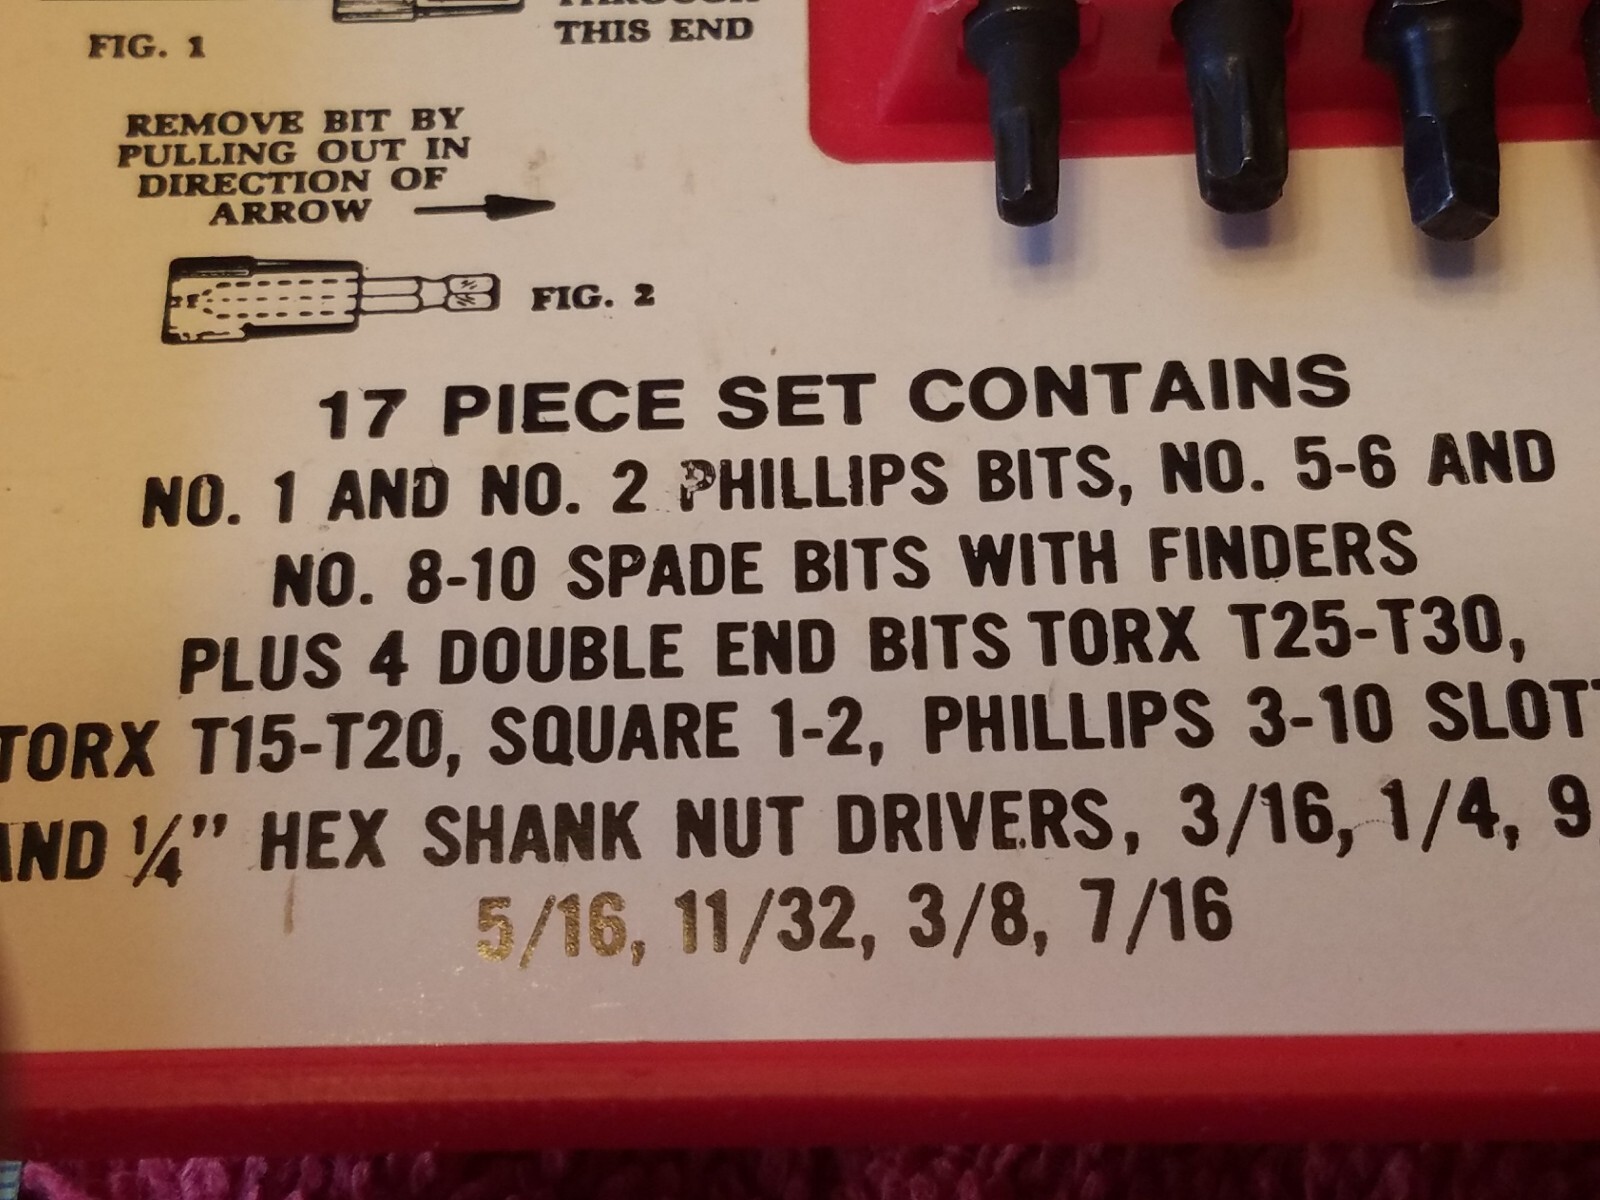 THROUGH
THIS END
FIG. 1
REMOVE BIT BY
PULLING OUT IN
DIRECTION OF
ARROW
FIG. 2
17 PIECE SET CONTAINS
NO. 1 AND NO. 2 PHILLIPS BITS, NO. 5-6 AND
NO. 8-10 SPADE BITS WITH FINDERS
PLUS 4 DOUBLE END BITS TORX T25-T30,
TORX T15-T20, SQUARE 1-2, PHILLIPS 3-10 SLOTT
AND 1/4" HEX SHANK NUT DRIVERS, 3/16, 1/4, 9
5/16, 11/32, 3/8, 7/16